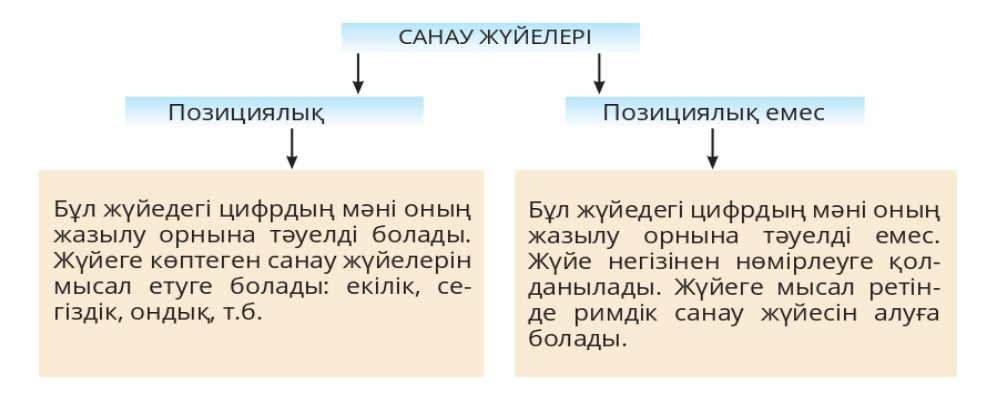 САНАУ ЖҮЙЕЛЕРІ
Позициялық
Позициялық емес
Бұл жүйедегі цифрдың мәні оның
жазылу орнына тәуелді болады.
Жүйеге көптеген санау жүйелерін
мысал етуге болады: екілік, се-
гіздік, ондық, т.б.
Бұл жүйедегі цифрдың мәні оның
жазылу орнына тәуелді емес.
Жүйе негізінен нөмірлеуге қол-
данылады. Жүйеге мысал ретін-
де римдік санау жүйесін алуға
болады.